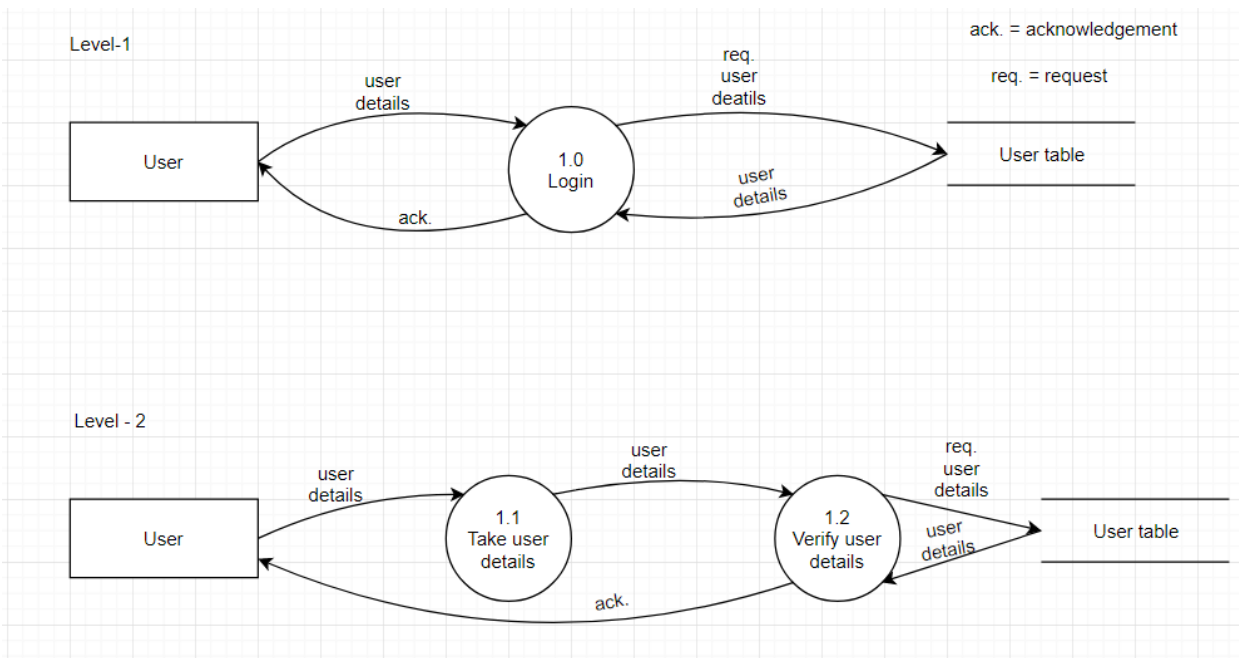 Level-1
ack. = acknowledgement
req. = request
user
details
req.
user
deatils
User
1.0
Login
User table
user
details
ack.
Level - 2
user
details
user
details
req.
user
details
User
1.1
Take user
details
1.2
Verify user
details
user
details
User table
ack.